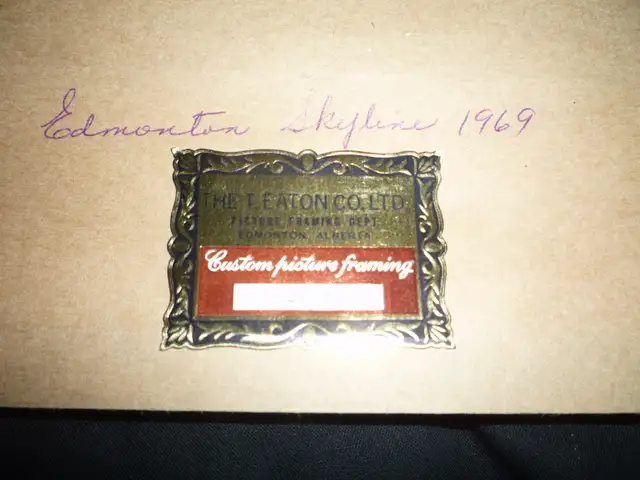 Edmonton Skyline 1969
THE T. EATON CO. LTD.
PICTURE FRAMING DEPT.
EDMONTON, ALBERTA
Custom picture framing